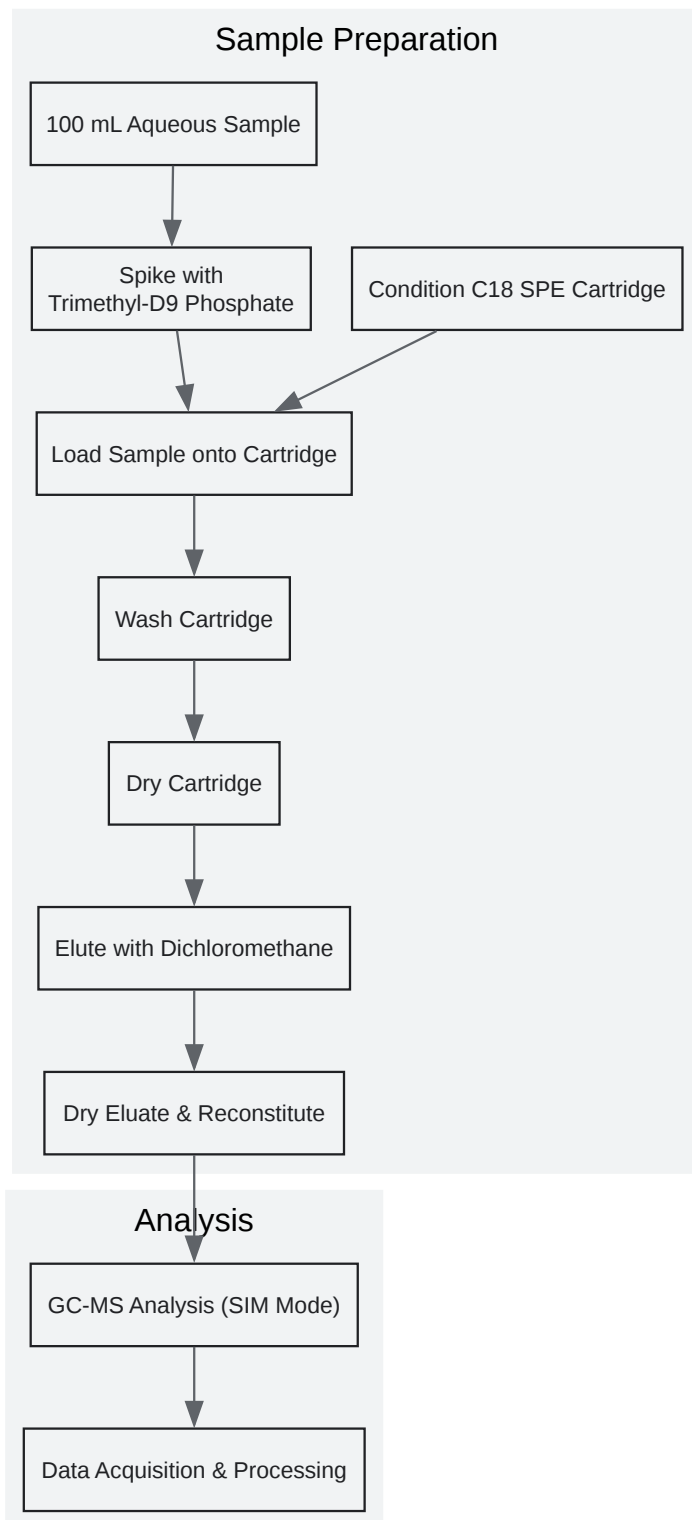 Sample Preparation
100 mL Aqueous Sample
Spike with
Trimethyl-D9 Phosphate
Condition C18 SPE Cartridge
Load Sample onto Cartridge
Wash Cartridge
Dry Cartridge
Elute with Dichloromethane
Dry Eluate & Reconstitute
Analysis
GC-MS Analysis (SIM Mode)
Data Acquisition & Processing